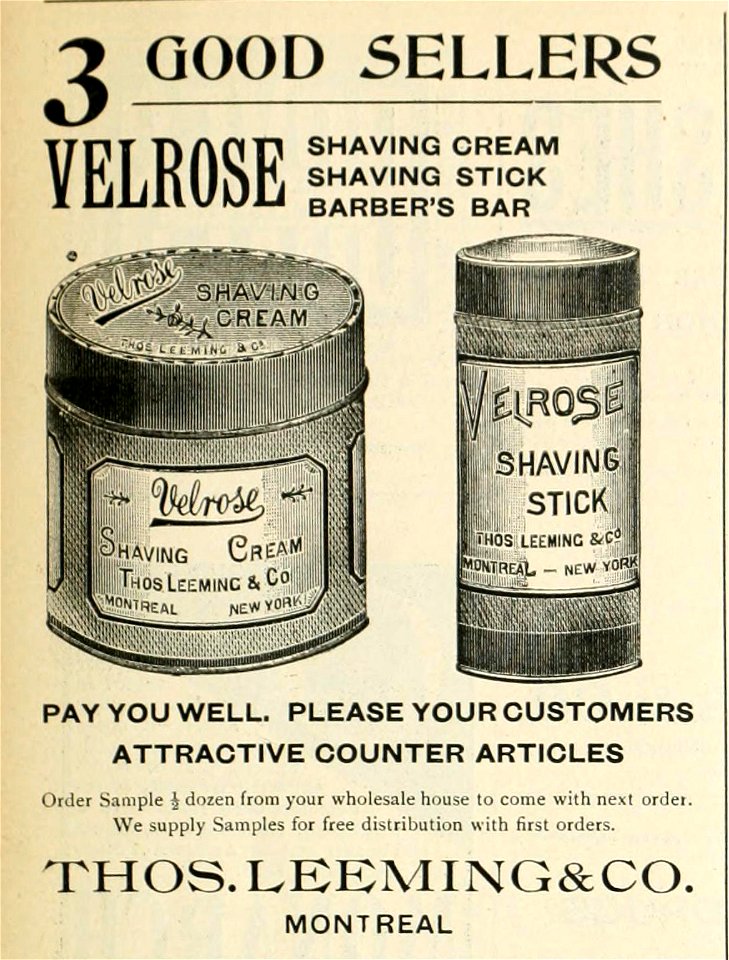 3 GOOD SELLERS
VELROSE
SHAVING CREAM
SHAVING STICK
BARBER'S BAR
Velrose
SHAVING
CREAM
THOS LEEMING & Co
Velrose
SHAVING CREAM
THOS LEEMING & Co
MONTREAL NEW YORK
VELROSE
SHAVING
STICK
THOS LEEMING & Co
MONTREAL – NEW YORK
PAY YOU WELL. PLEASE YOUR CUSTOMERS
ATTRACTIVE COUNTER ARTICLES
Order Sample ½ dozen from your wholesale house to come with next order.
We supply Samples for free distribution with first orders.
THOS. LEEMING & CO.
MONTREAL